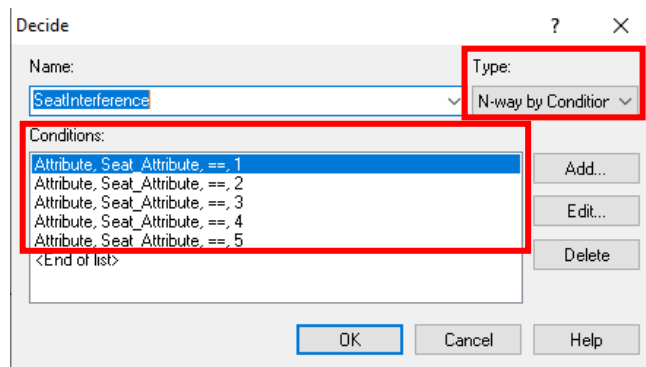 Decide ?
Name: Type:
SeatInterference N-way by Condition
Conditions:
Attribute, Seat_Attribute, ==, 1
Attribute, Seat_Attribute, ==, 2
Attribute, Seat_Attribute, ==, 3
Attribute, Seat_Attribute, ==, 4
Attribute, Seat_Attribute, ==, 5
<End of list>
Add...
Edit...
Delete
OK Cancel Help